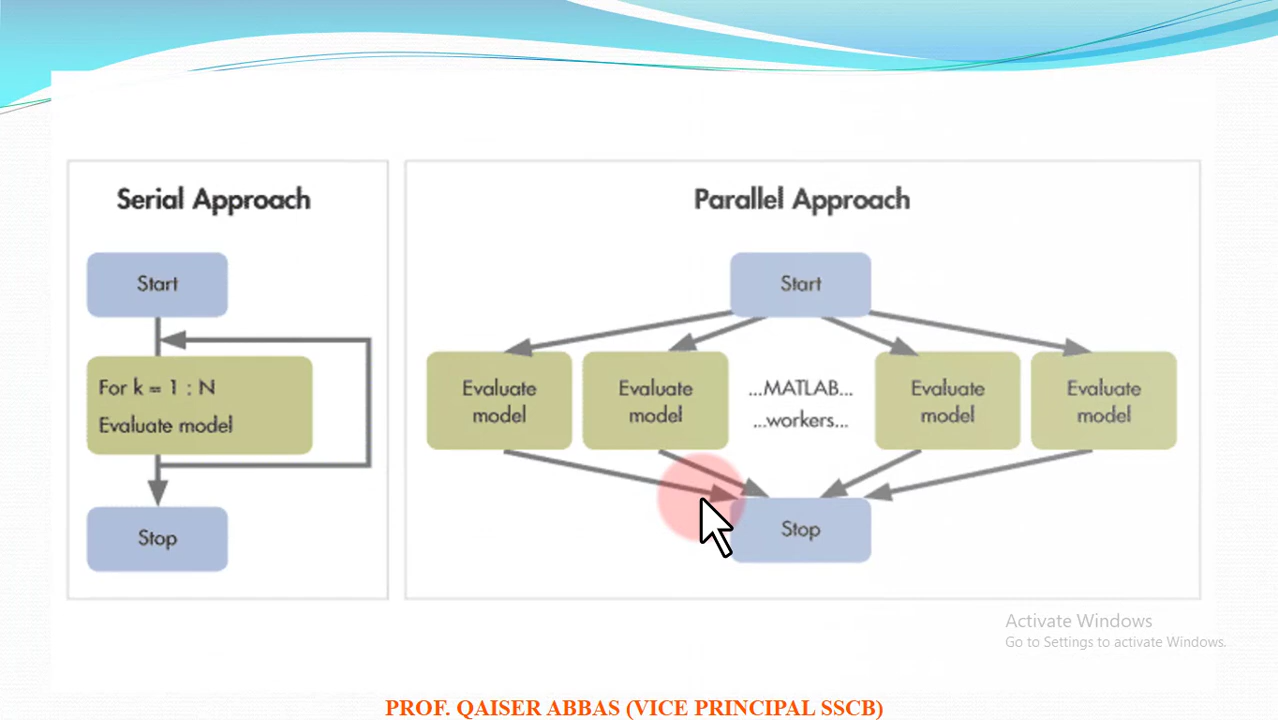 Serial Approach
Start
For k = 1 : N
Evaluate model
Stop
Parallel Approach
Start
Evaluate
model
Evaluate
model
...MATLAB...
...workers...
Evaluate
model
Evaluate
model
Stop
Activate Windows
Go to Settings to activate Windows.
PROF. QAISER ABBAS (VICE PRINCIPAL SSCB)